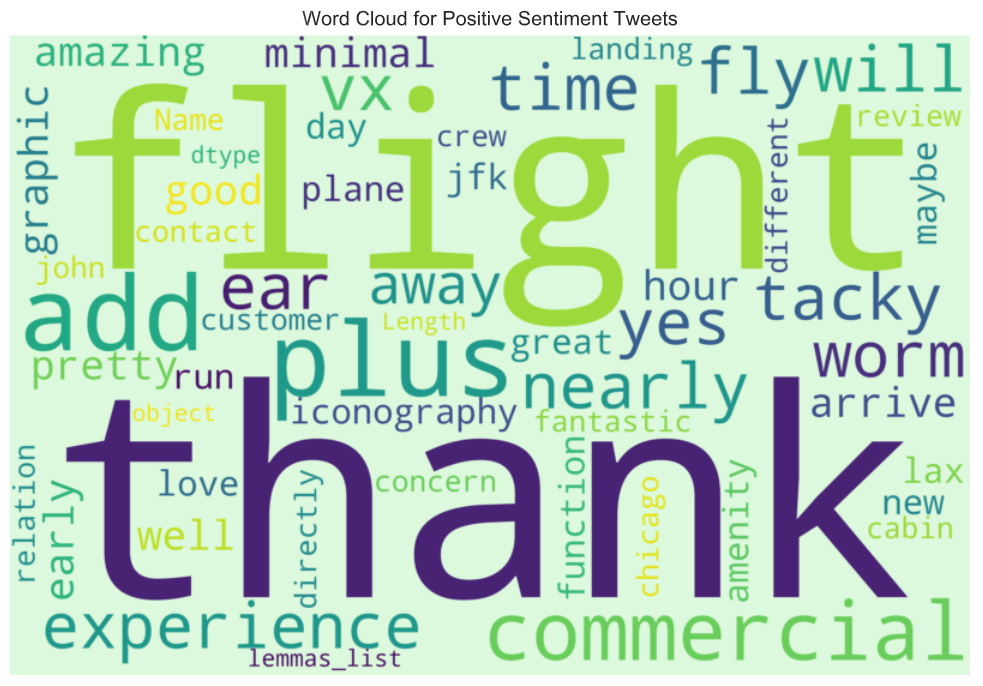 Word Cloud for Positive Sentiment Tweets
amazing
minimal
landing
vx
time
fly
will
graphic
Name
day
crew
review
dtype
flight
good
plane
jfk
different
maybe
contact
john
ear
away
hour
tacky
add
customer
Length
plus
great
yes
pretty
run
nearly
worm
object
iconography
fantastic
arrive
thank
relation
early
love
well
directly
concern
function
chicago
amenity
lax
new
cabin
experience
commercial
lemmas_list